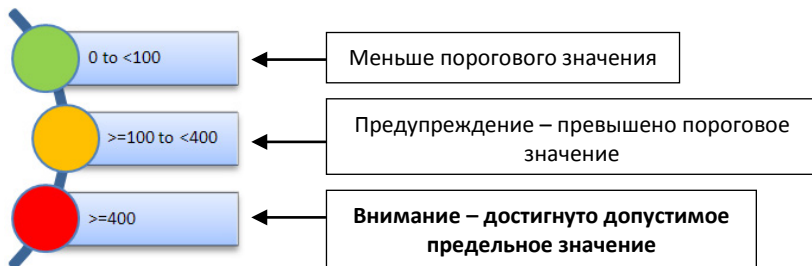 0 to <100
Меньше порогового значения
>=100 to <400
Предупреждение – превышено пороговое
значение
>=400
Внимание – достигнуто допустимое
предельное значение